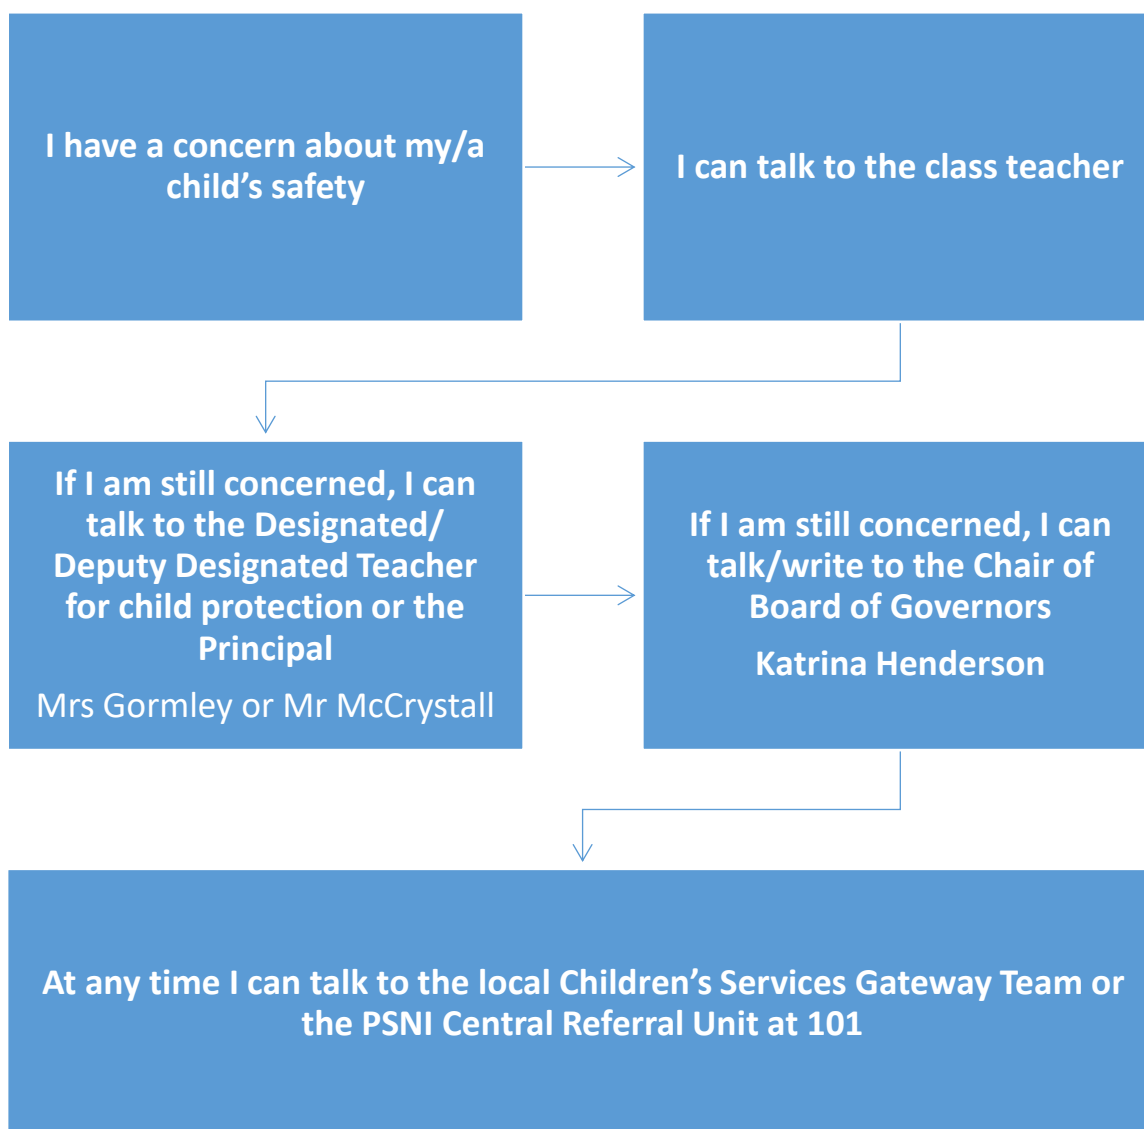 I have a concern about my/a
child’s safety
I can talk to the class teacher
If I am still concerned, I can
talk to the Designated/
Deputy Designated Teacher
for child protection or the
Principal
Mrs Gormley or Mr McCrystall
If I am still concerned, I can
talk/write to the Chair of
Board of Governors
Katrina Henderson
At any time I can talk to the local Children’s Services Gateway Team or
the PSNI Central Referral Unit at 101